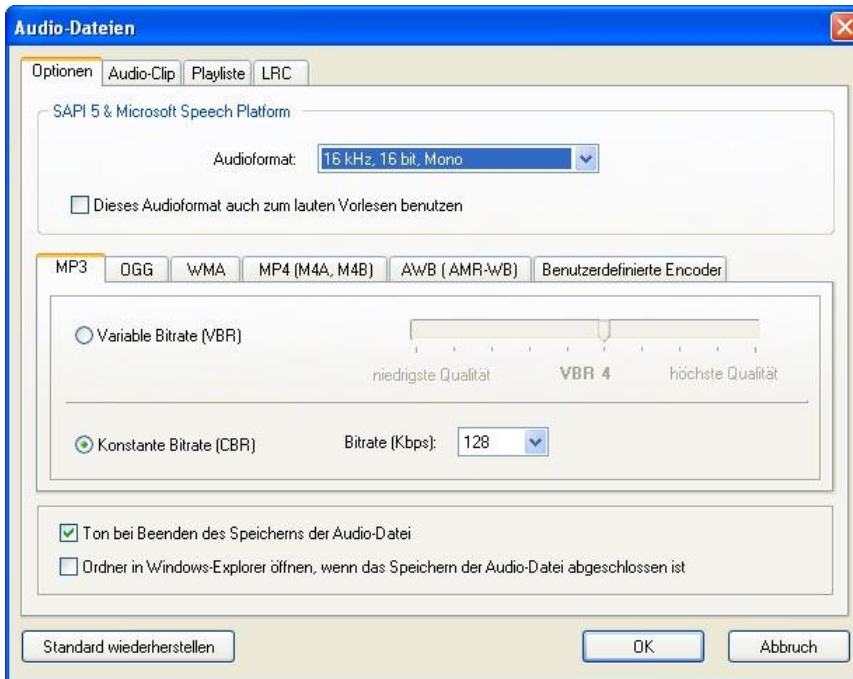 Audio-Dateien
Optionen Audio-Clip Playliste LRC
SAPI 5 & Microsoft Speech Platform
Audioformat: 16 kHz, 16 bit, Mono
Dieses Audioformat auch zum lauten Vorlesen benutzen
MP3 OGG WMA MP4 (M4A, M4B) AWB ( AMR-WB) Benutzerdefinierte Encoder
Variable Bitrate (VBR)
niedrigste Qualität VBR 4 höchste Qualität
Konstante Bitrate (CBR) Bitrate (Kbps): 128
Ton bei Beenden des Speicherns der Audio-Datei
Ordner in Windows-Explorer öffnen, wenn das Speichern der Audio-Datei abgeschlossen ist
Standard wiederherstellen OK Abbruch